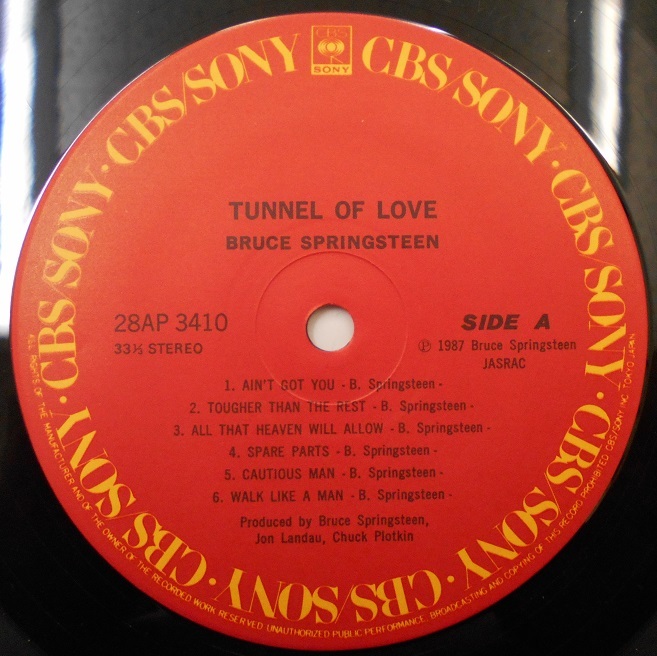 CBS
SONY
CBS/SONY · CBS/SONY · CBS/SONY · CBS/SONY · CBS/SONY · CBS/SONY · CBS/SONY · CBS/SONY
TUNNEL OF LOVE
BRUCE SPRINGSTEEN
28AP 3410
33⅓ STEREO
SIDE A
℗ 1987 Bruce Springsteen
JASRAC
1. AIN'T GOT YOU - B. Springsteen -
2. TOUGHER THAN THE REST - B. Springsteen -
3. ALL THAT HEAVEN WILL ALLOW - B. Springsteen -
4. SPARE PARTS - B. Springsteen -
5. CAUTIOUS MAN - B. Springsteen -
6. WALK LIKE A MAN - B. Springsteen -
Produced by Bruce Springsteen,
Jon Landau, Chuck Plotkin
ALL RIGHTS OF THE MANUFACTURER AND OF THE OWNER OF THE RECORDED WORK RESERVED UNAUTHORIZED PUBLIC PERFORMANCE. BROADCASTING AND COPYING OF THIS RECORD PROHIBITED CBS/SONY INC. TOKYO JAPAN